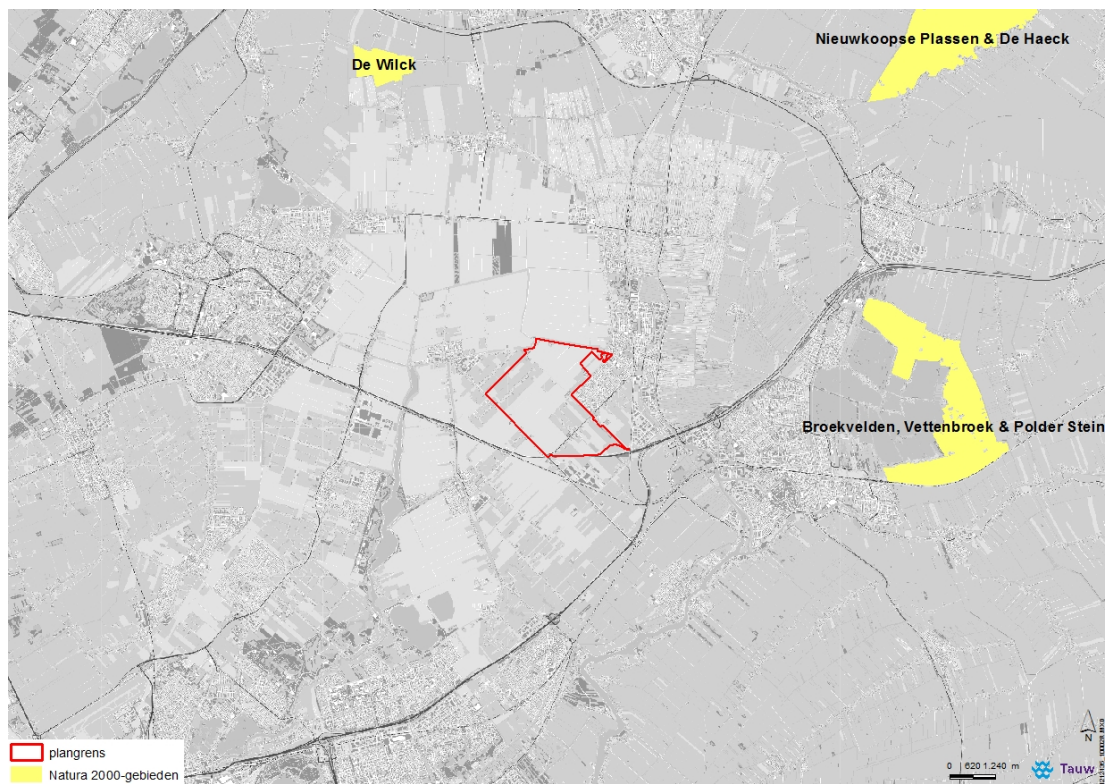 Nieuwkoopse Plassen & De Haeck
De Wilck
Broekvelden, Vettenbroek & Polder Stein
plangrens
Natura 2000-gebieden
N
0 620 1.240 m
Tauw